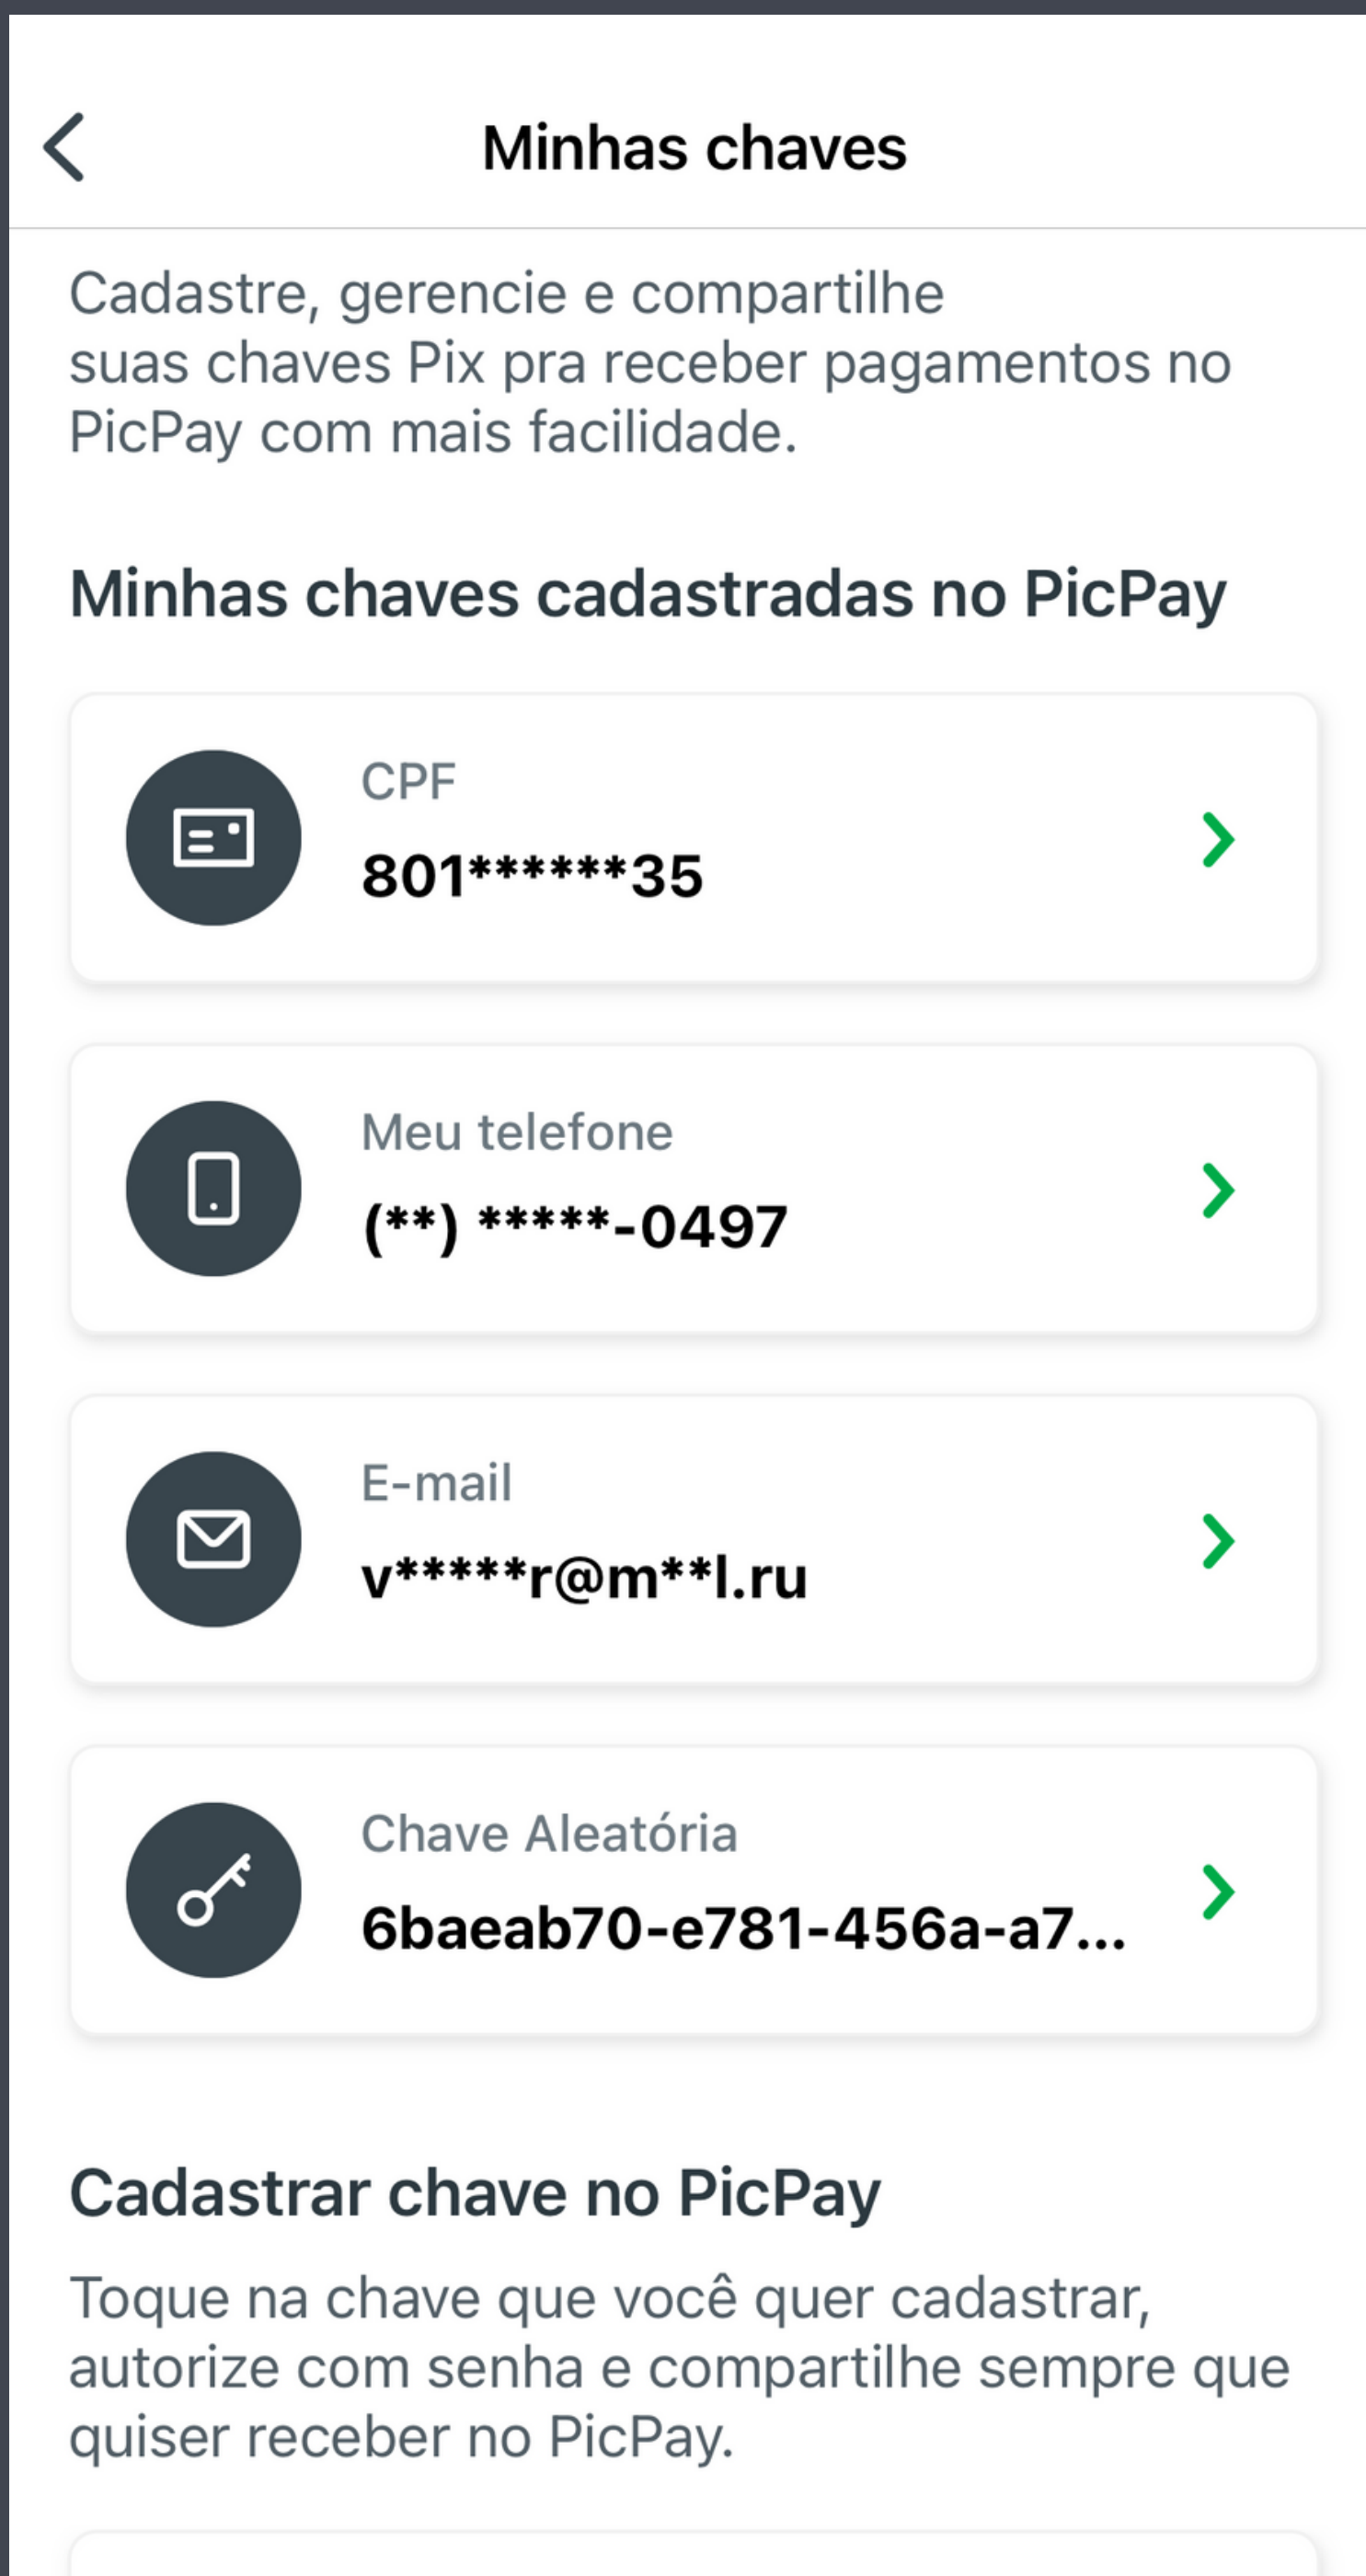 Minhas chaves
Cadastre, gerencie e compartilhe
suas chaves Pix pra receber pagamentos no
PicPay com mais facilidade.
Minhas chaves cadastradas no PicPay
CPF
801******35
Meu telefone
(**) *****-0497
E-mail
v*****r@m**l.ru
Chave Aleatória
6baeab70-e781-456a-a7...
Cadastrar chave no PicPay
Toque na chave que você quer cadastrar,
autorize com senha e compartilhe sempre que
quiser receber no PicPay.